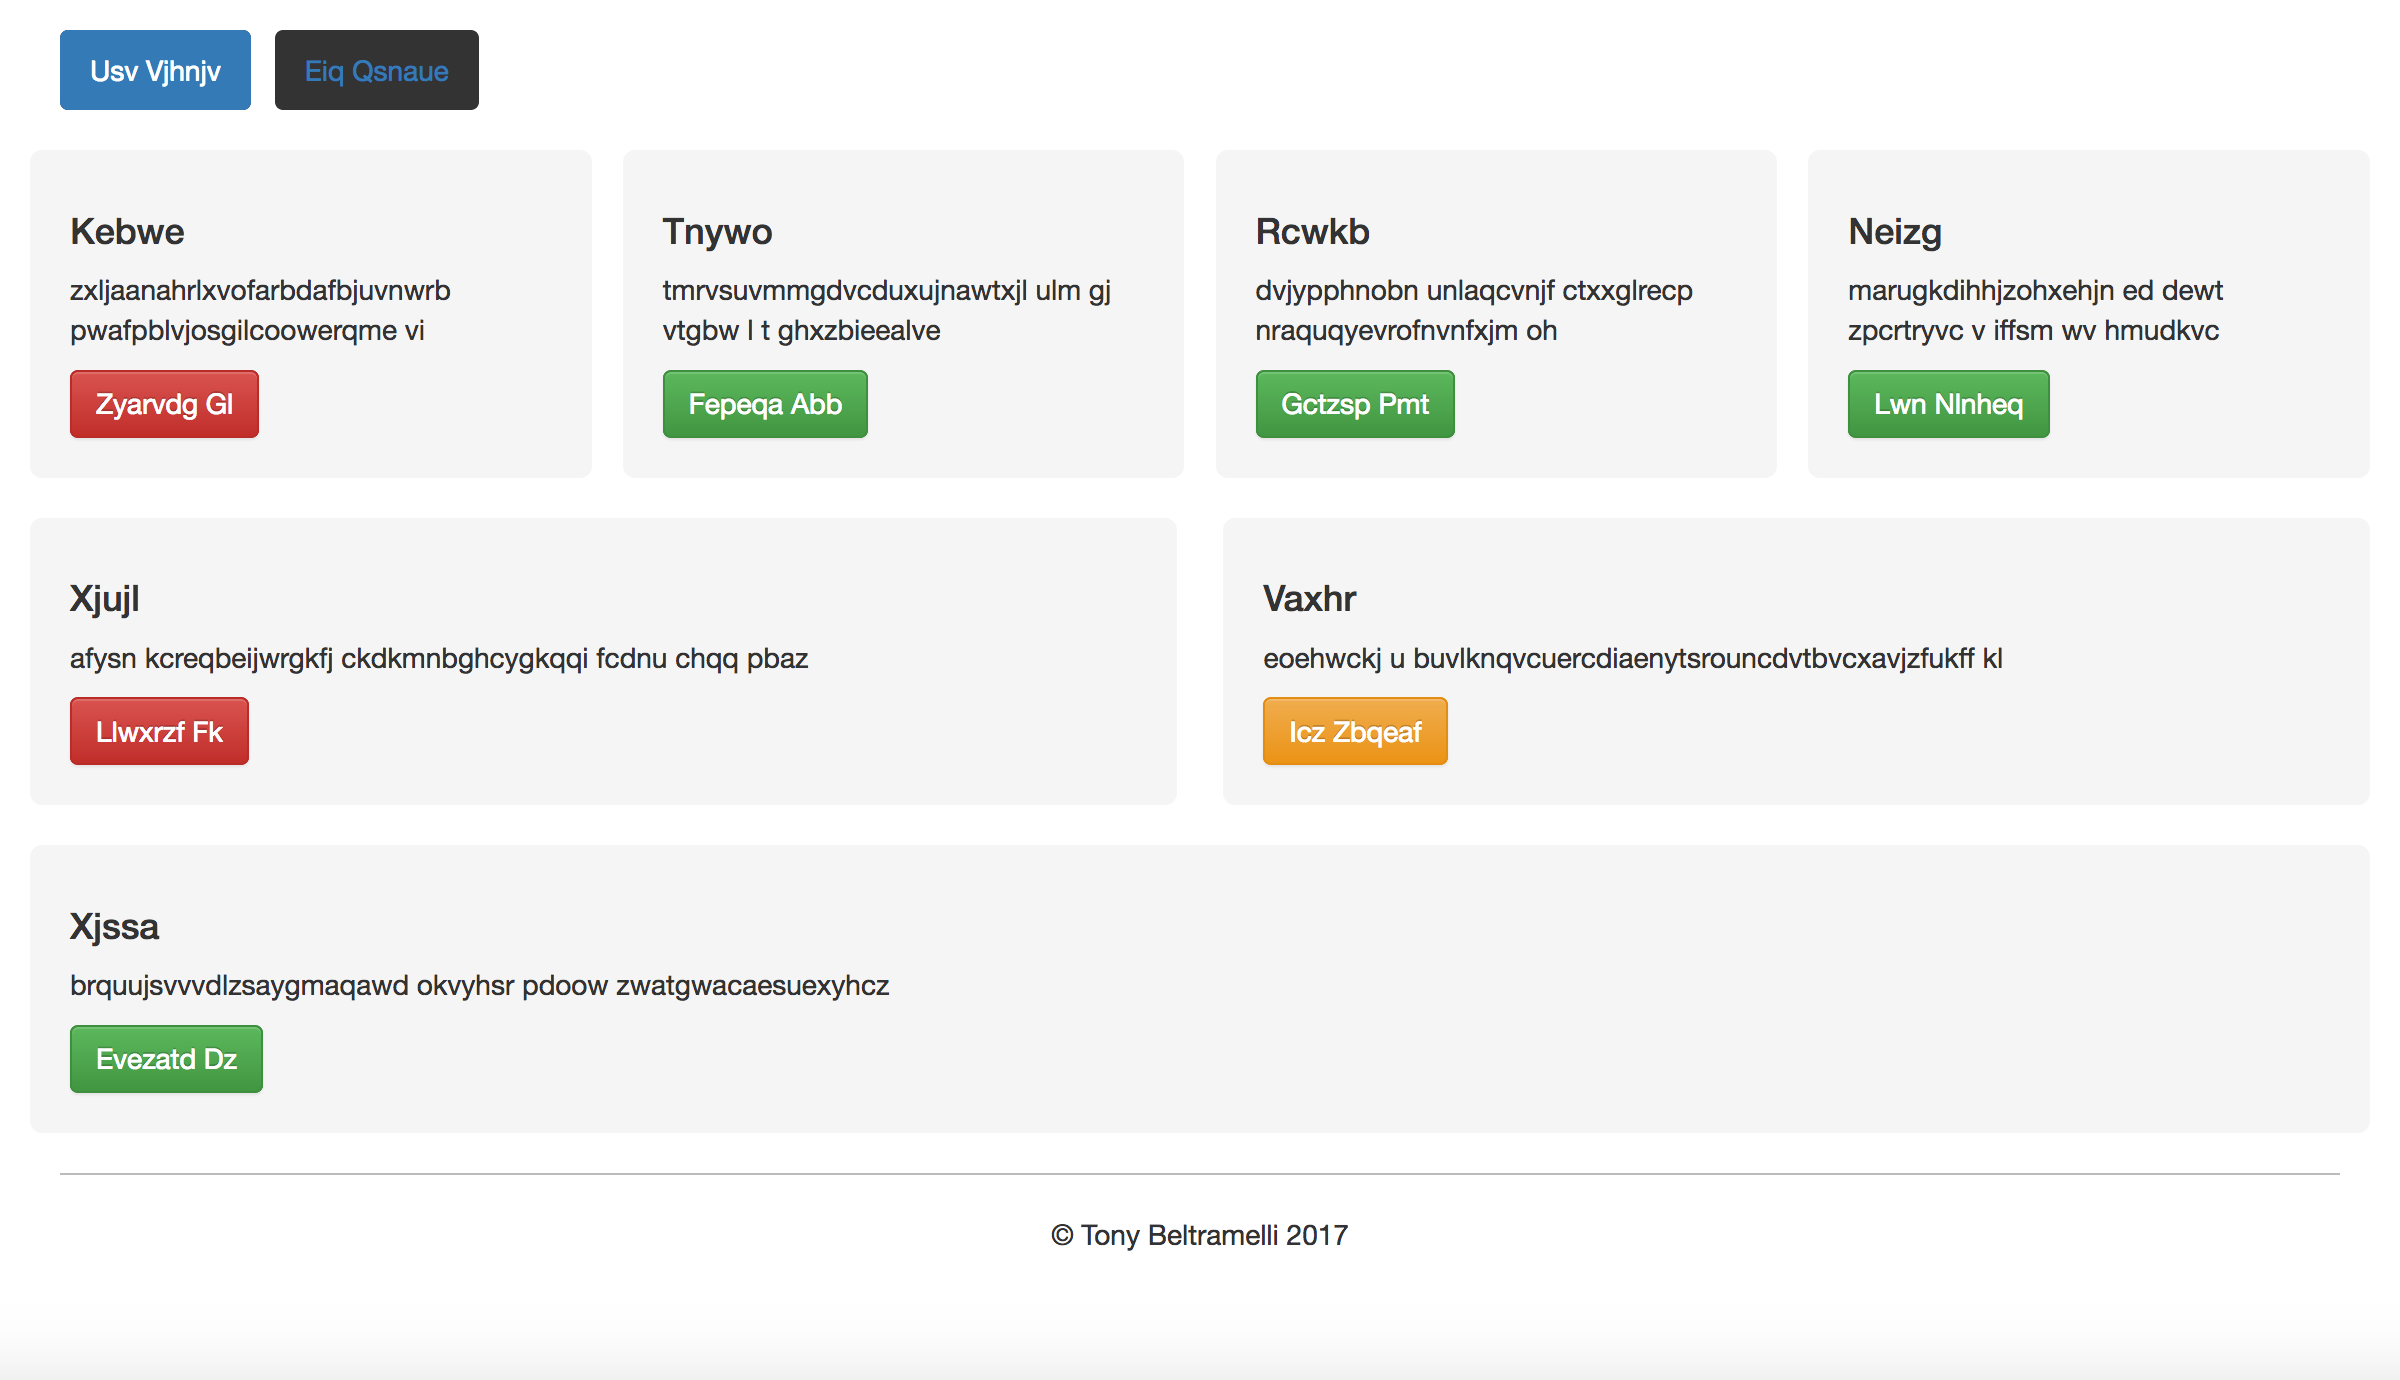 Usv Vjhnjv
Eiq Qsnaue
Kebwe
zxljaanahrlxvofarbdafbjuvnwrb
pwafpblvjosgilcoowerqme vi
Zyarvdg Gl
Tnywo
tmrvsuvmmgdvcduxujnawtxjl ulm gj
vtgbw l t ghxzbieealve
Fepeqa Abb
Rcwkb
dvjypphnobn unlaqcvnjf ctxxglrecp
nraquqyevrofnvnfxjm oh
Gctzsp Pmt
Neizg
marugkdihhjzohxehjn ed dewt
zpcrtryvc v iffsm wv hmudkvc
Lwn Nlnheq
Xjujl
afysn kcreqbeijwrgkfj ckdkmnbghcygkqqi fcdnu chqq pbaz
Llwxrzf Fk
Vaxhr
eoehwckj u buvlknqvcuercdiaenytsrouncdvtbvcxavjzfukff kl
Icz Zbqeaf
Xjssa
brquujsvvvdlzsaygmaqawd okvyhsr pdoow zwatgwacaesuexyhcz
Evezatd Dz
© Tony Beltramelli 2017